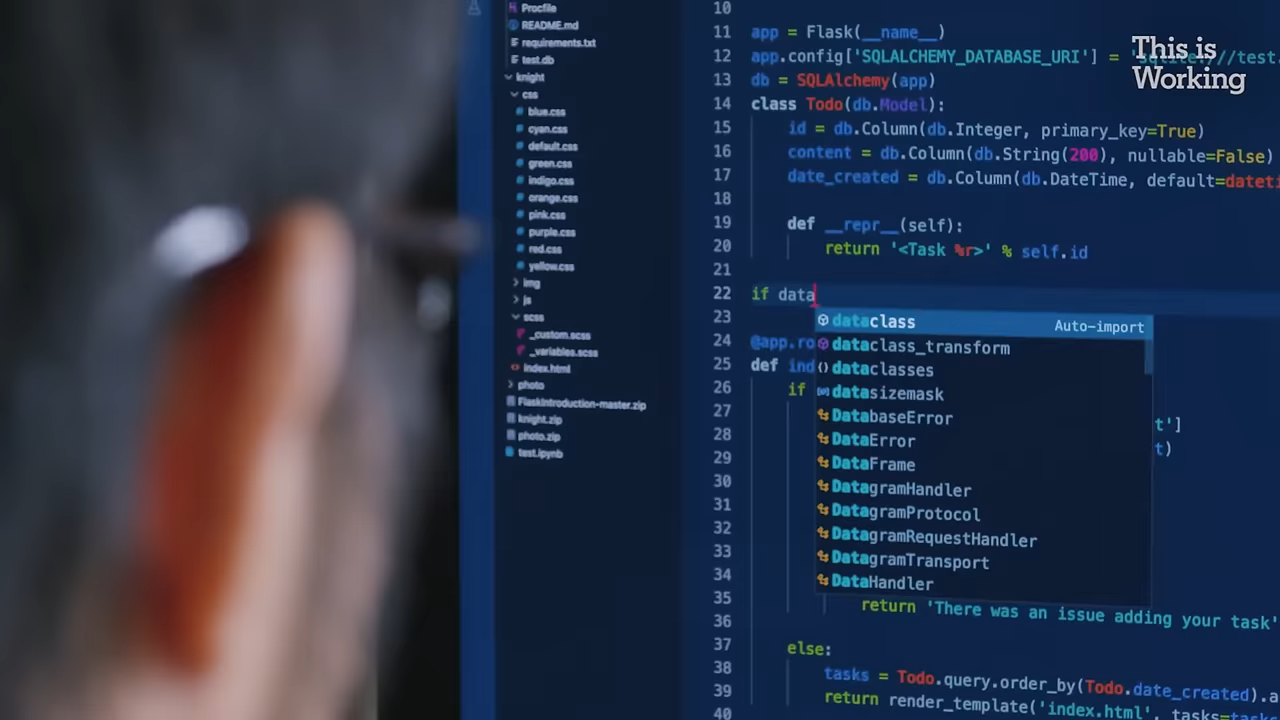 This is
Working
Procfile
README.md
requirements.txt
test.db
knight
css
blue.css
cyan.css
default.css
green.css
indigo.css
orange.css
pink.css
purple.css
red.css
yellow.css
img
js
scss
_custom.scss
_variables.scss
index.html
photo
FlaskIntroduction-master.zip
knight.zip
photo.zip
test.ipynb
10
11 app = Flask(__name__)
12 app.config['SQLALCHEMY_DATABASE_URI'] = 'sqlite:///test.
13 db = SQLAlchemy(app)
14 class Todo(db.Model):
15 id = db.Column(db.Integer, primary_key=True)
16 content = db.Column(db.String(200), nullable=False)
17 date_created = db.Column(db.DateTime, default=dateti
18
19 def __repr__(self):
20 return '<Task %r>' % self.id
21
22 if data
23
24 @app.ro
25 def ind
26 if
27 t']
28 t)
29
30
31
32
33
34
35 return 'There was an issue adding your task'
36
37 else:
38 tasks = Todo.query.order_by(Todo.date_created).a
39 return render_template('index.html', tasks=task
40
dataclass Auto-import
dataclass_transform
dataclasses
datasizemask
DatabaseError
DataError
DataFrame
DatagramHandler
DatagramProtocol
DatagramRequestHandler
DatagramTransport
DataHandler